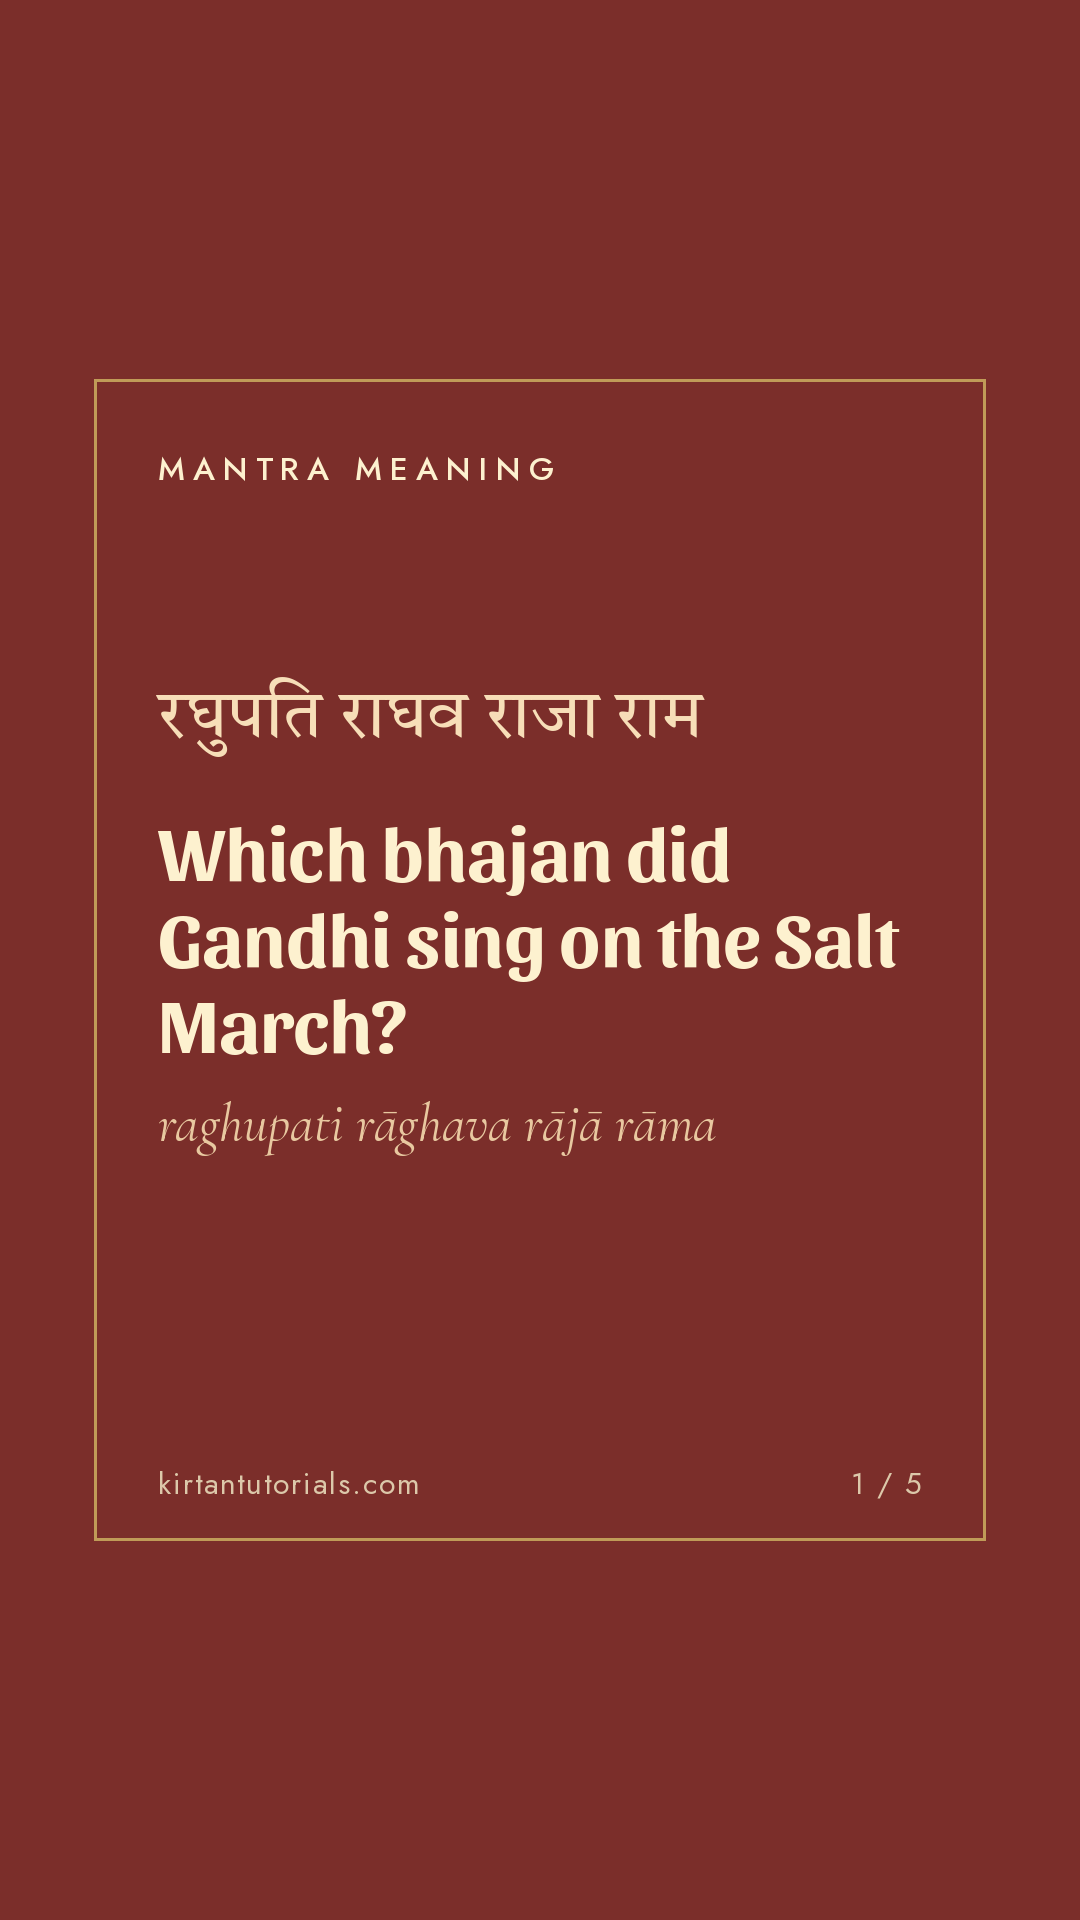 MANTRA MEANING
रघुपति राघव राजा राम
Which bhajan did
Gandhi sing on the Salt
March?
raghupati rāghava rājā rāma
kirtantutorials.com
1 / 5